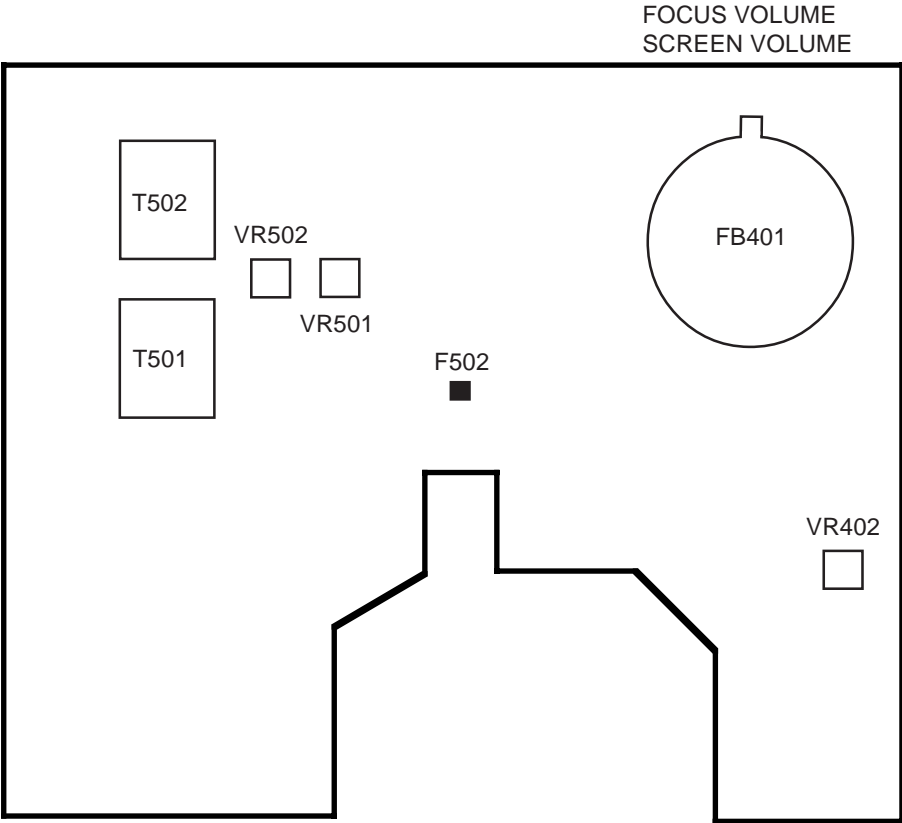 FOCUS VOLUME
SCREEN VOLUME
T502
VR502
FB401
VR501
T501
F502
VR402